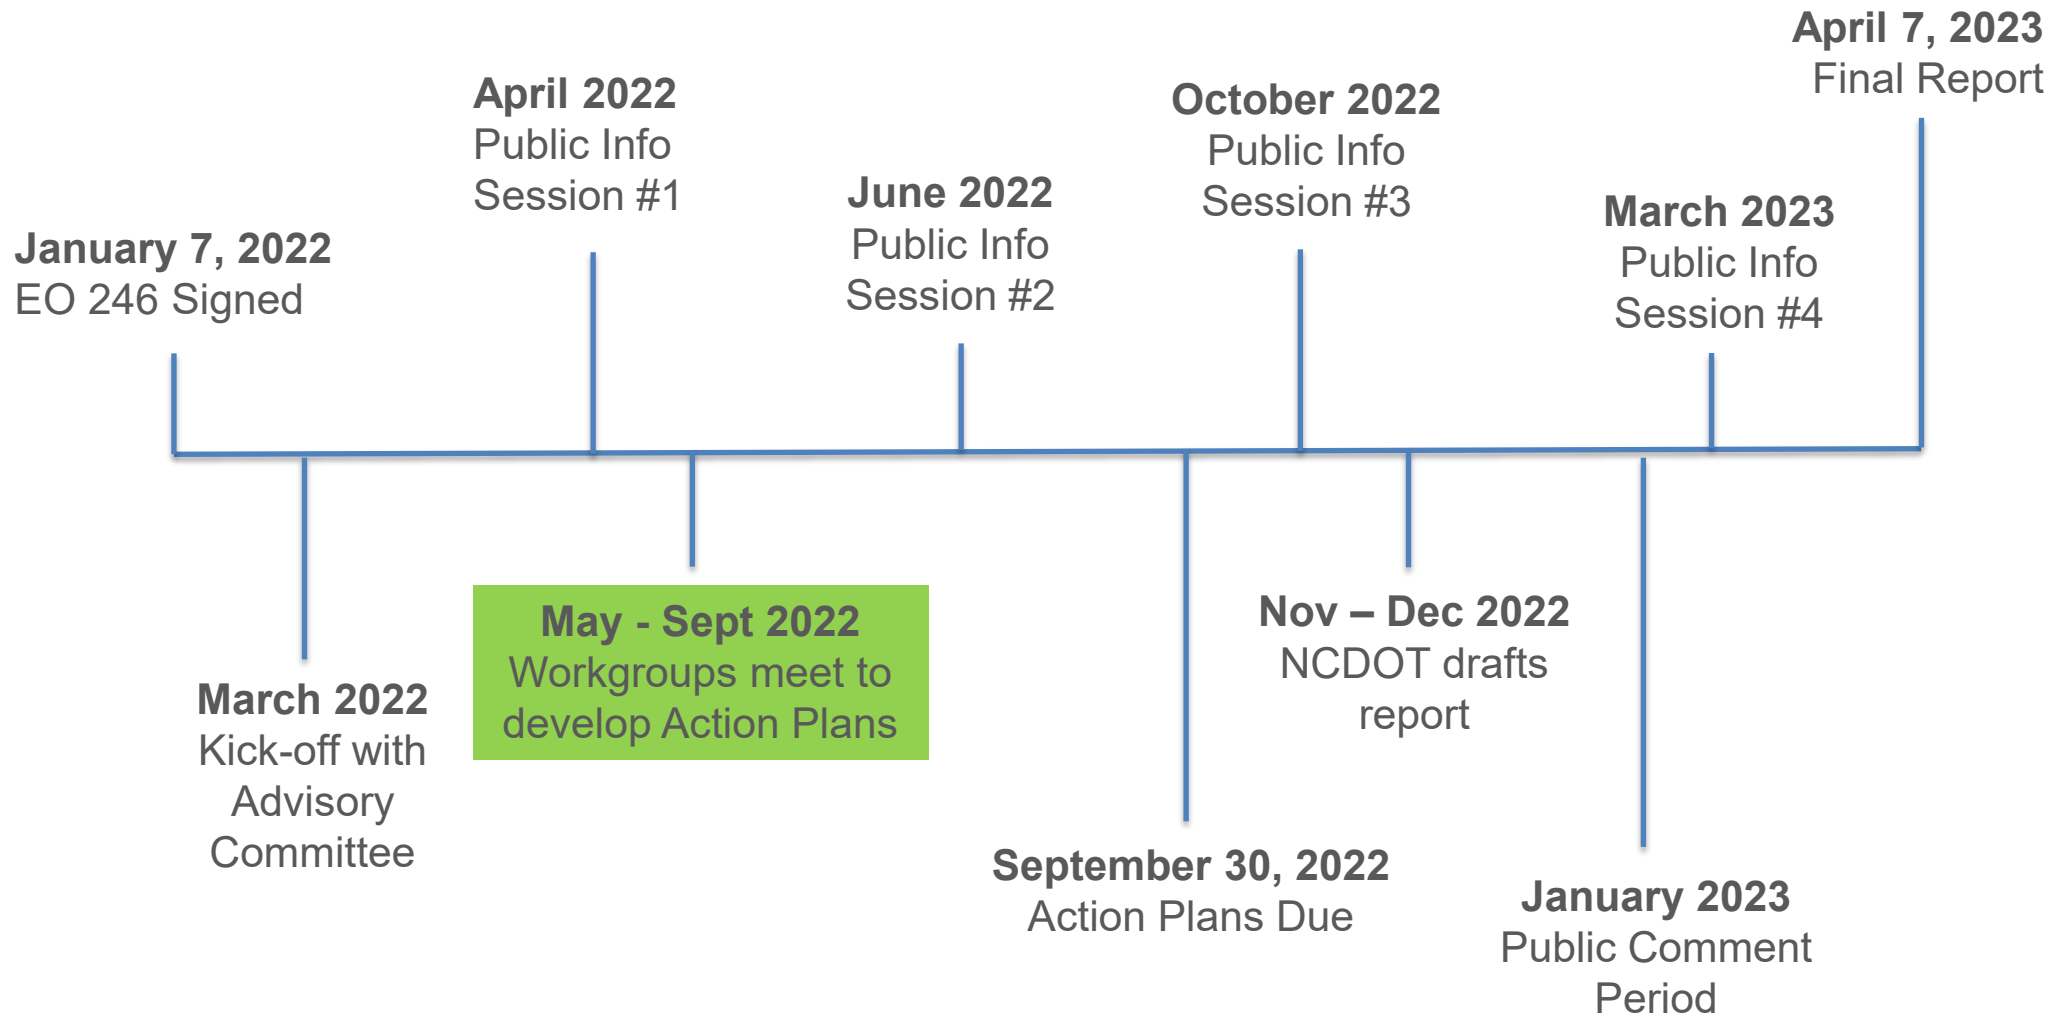 January 7, 2022
EO 246 Signed
March 2022
Kick-off with
Advisory
Committee
April 2022
Public Info
Session #1
May - Sept 2022
Workgroups meet to
develop Action Plans
June 2022
Public Info
Session #2
September 30, 2022
Action Plans Due
October 2022
Public Info
Session #3
Nov – Dec 2022
NCDOT drafts
report
January 2023
Public Comment
Period
March 2023
Public Info
Session #4
April 7, 2023
Final Report